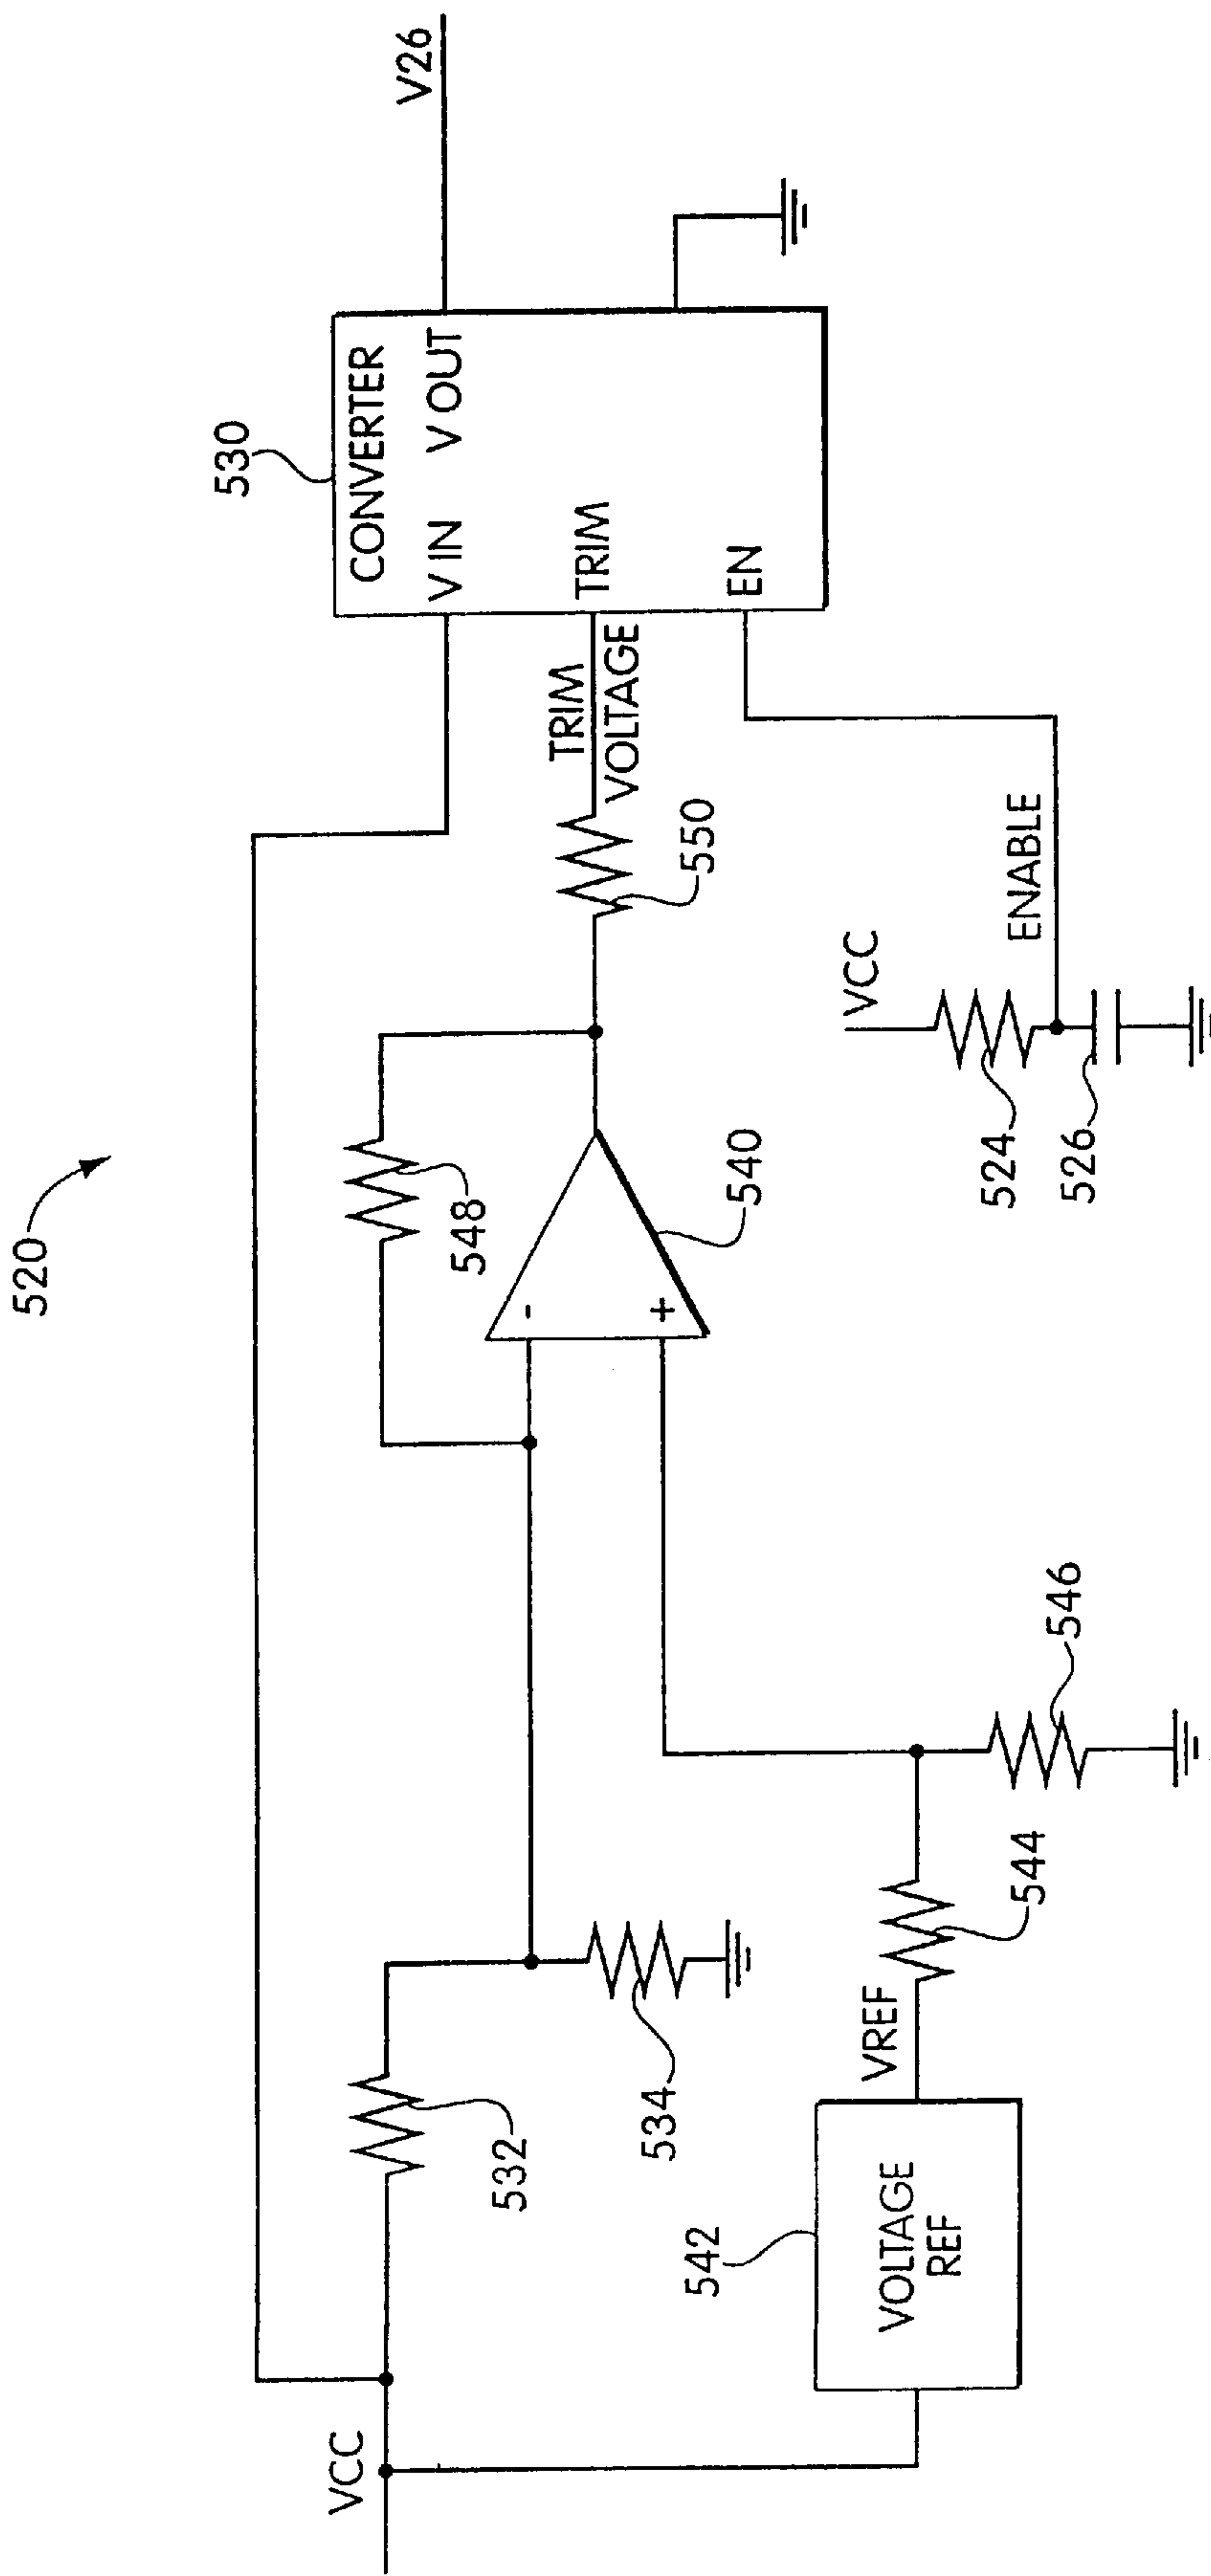 520
530
CONVERTER
V IN V OUT
V26
TRIM
EN
TRIM
VOLTAGE
550
548
540
-
+
VCC
524
526
ENABLE
VCC
532
534
542
VOLTAGE
REF
VREF
544
546